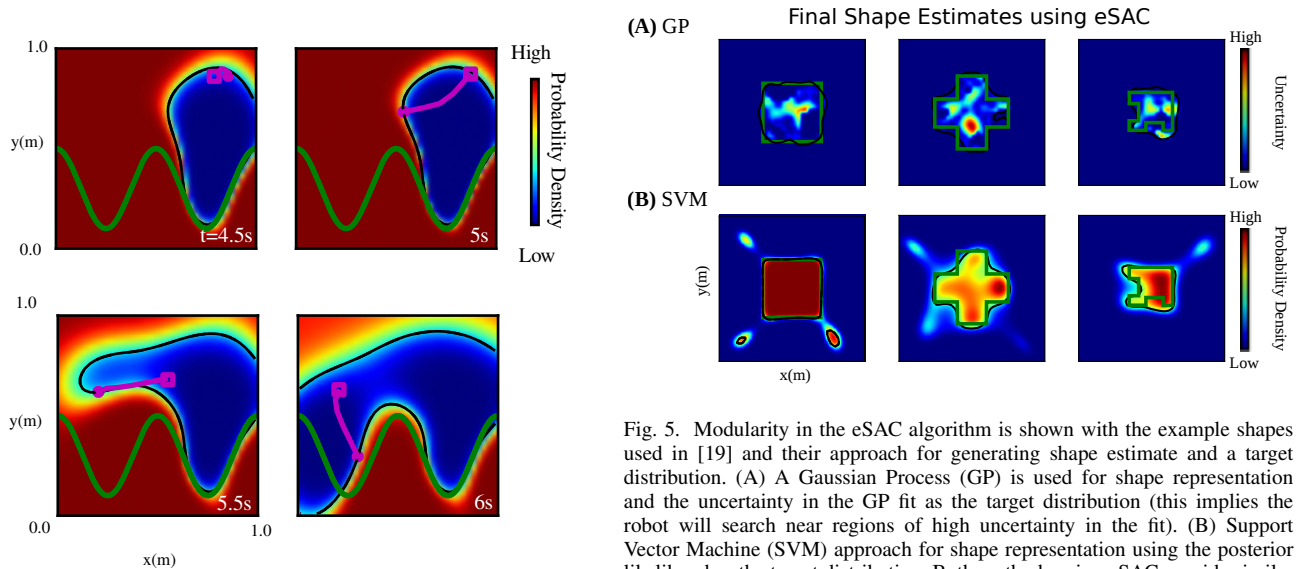 1.0
y(m)
0.0
t=4.5s
5s
High
Probability Density
Low
1.0
y(m)
0.0
5.5s
1.0
6s
x(m)
Final Shape Estimates using eSAC
(A) GP
High
Uncertainty
Low
(B) SVM
High
Probability Density
Low
y(m)
x(m)
Fig. 5. Modularity in the eSAC algorithm is shown with the example shapes
used in [19] and their approach for generating shape estimate and a target
distribution. (A) A Gaussian Process (GP) is used for shape representation
and the uncertainty in the GP fit as the target distribution (this implies the
robot will search near regions of high uncertainty in the fit). (B) Support
Vector Machine (SVM) approach for shape representation using the posterior